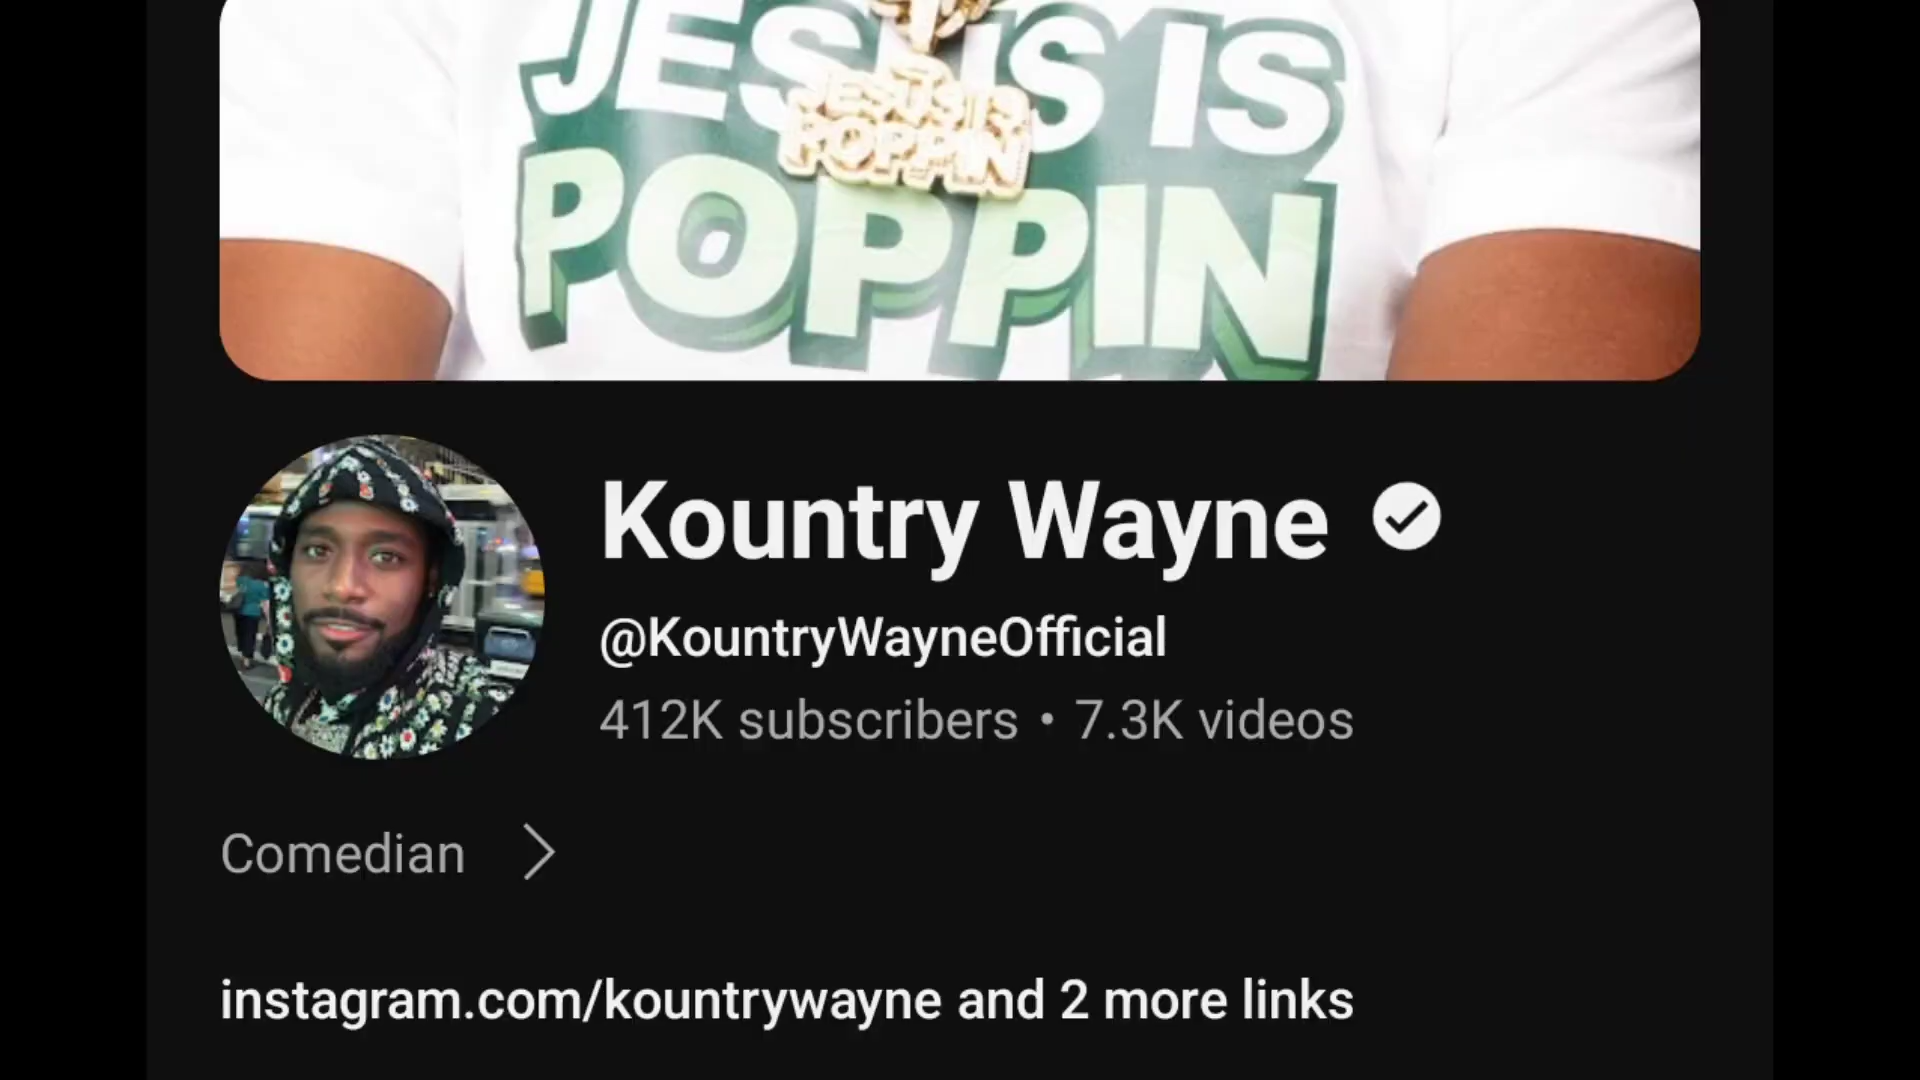 JESUS IS
JESUS IS
POPPIN
POPPIN
Kountry Wayne
@KountryWayneOfficial
412K subscribers • 7.3K videos
Comedian
instagram.com/kountrywayne and 2 more links